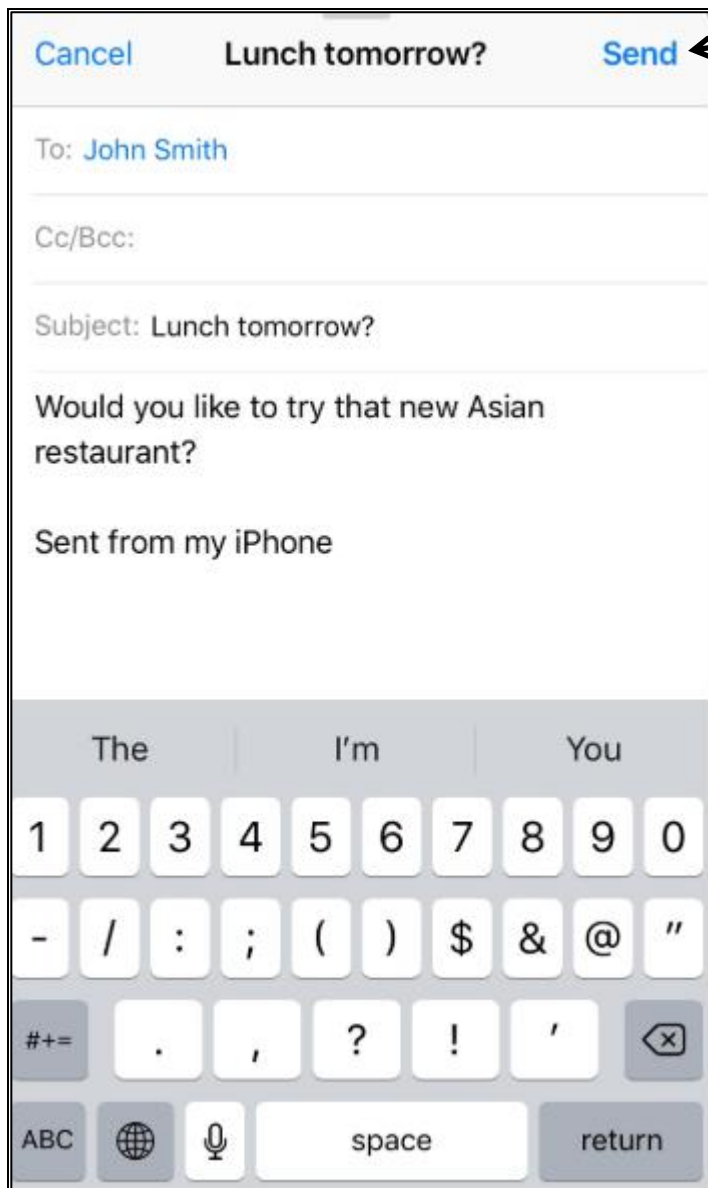 Cancel Lunch tomorrow? Send
To: John Smith
Cc/Bcc:
Subject: Lunch tomorrow?
Would you like to try that new Asian
restaurant?
Sent from my iPhone
The I'm You
1 2 3 4 5 6 7 8 9 0
- / : ; ( ) $ & @ "
#+= . , ? ! '
ABC space return